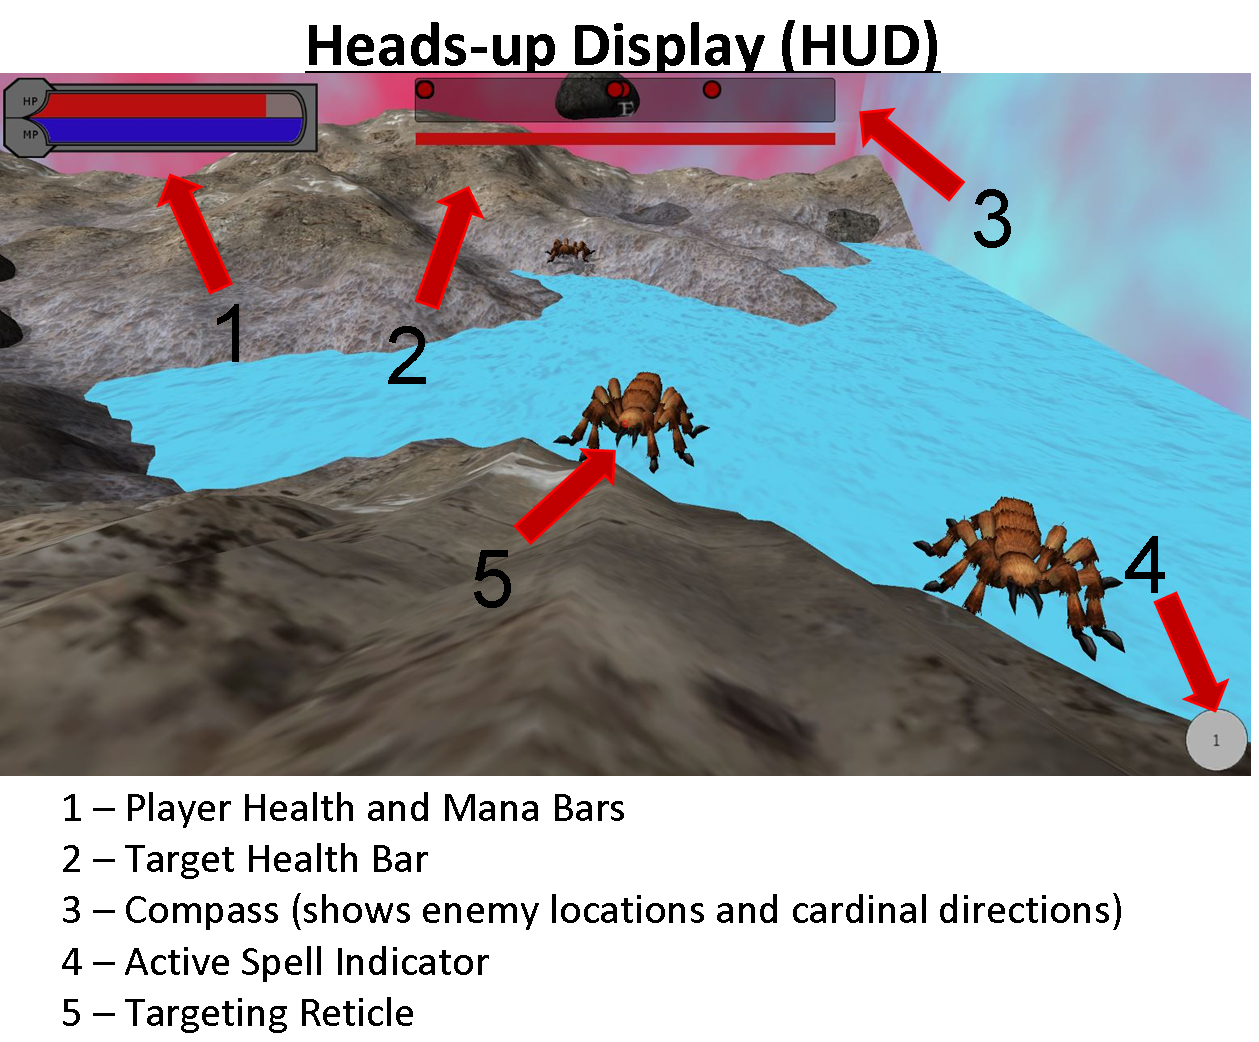 Heads-up Display (HUD)
HP
MP
E
3
1
2
4
5
1
1 – Player Health and Mana Bars
2 – Target Health Bar
3 – Compass (shows enemy locations and cardinal directions)
4 – Active Spell Indicator
5 – Targeting Reticle